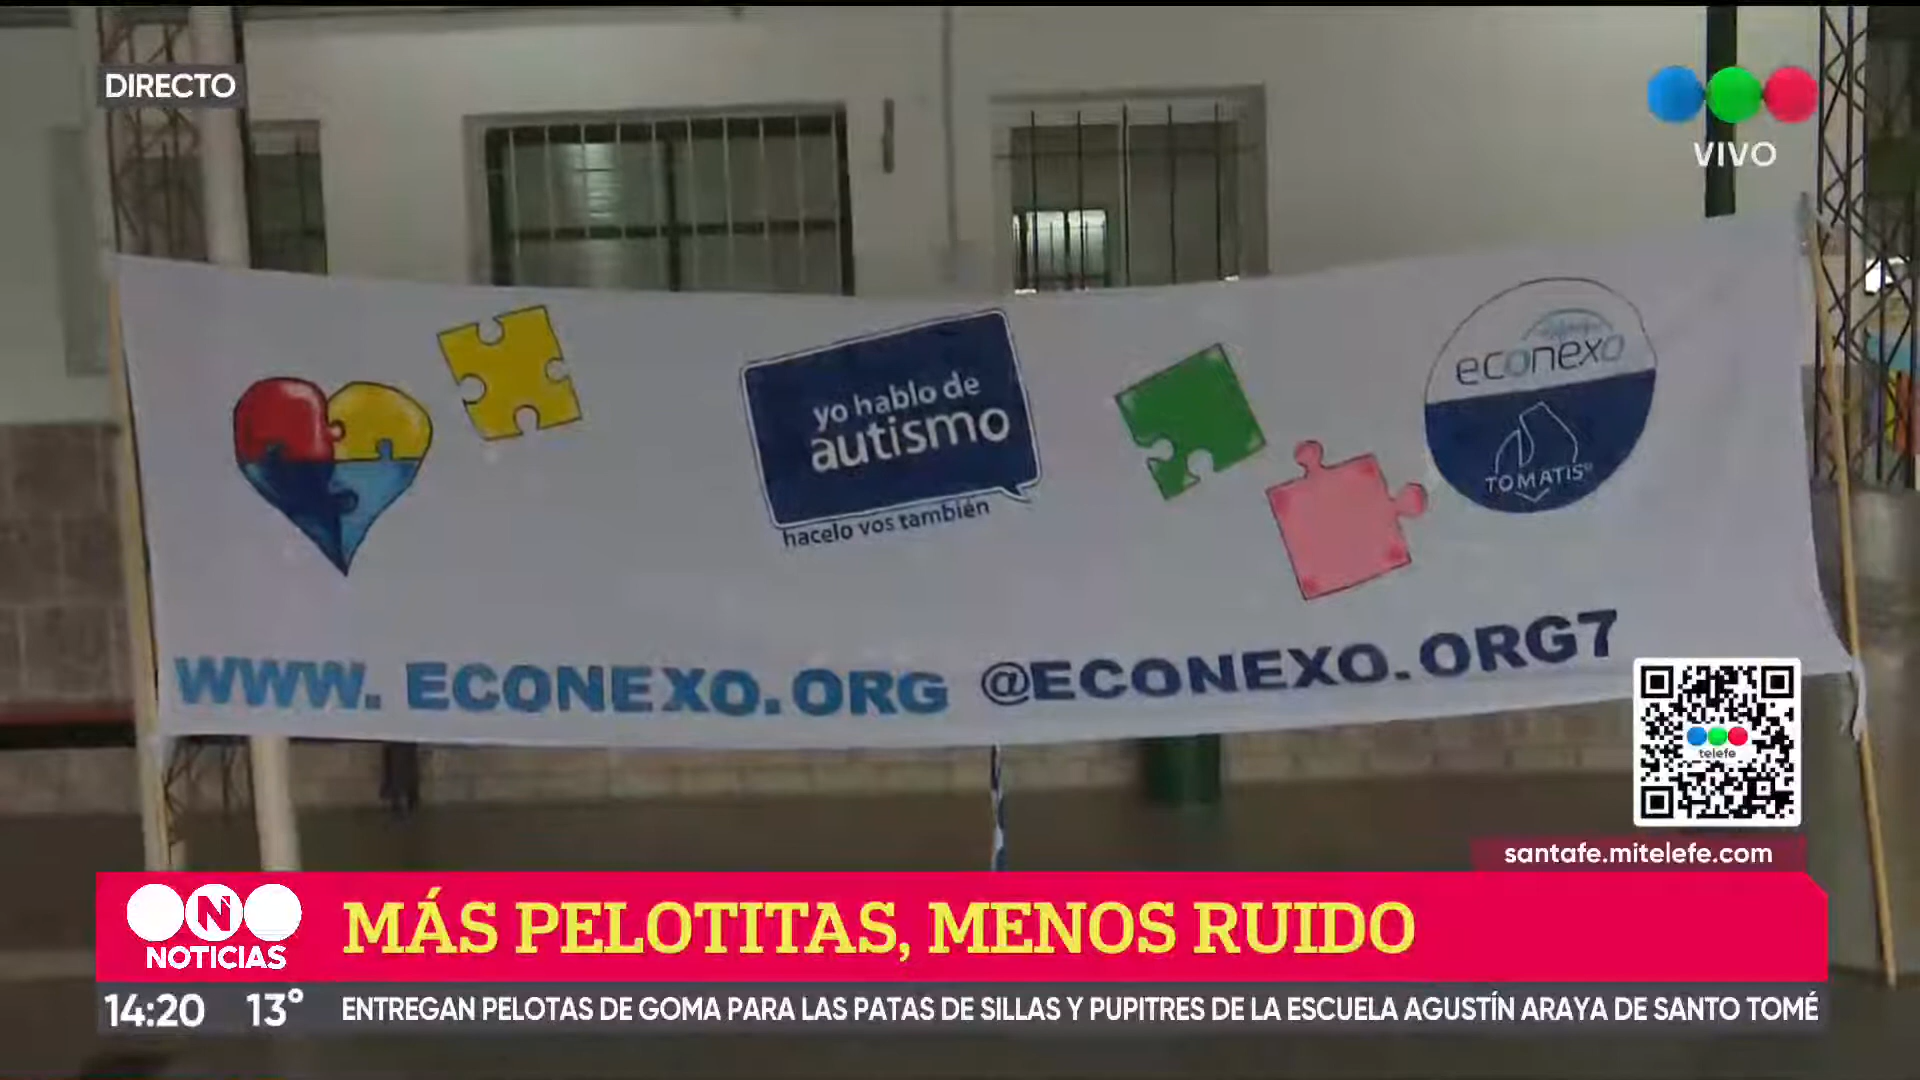 DIRECTO
VIVO
yo hablo de
autismo
hacelo vos también
econexo
TOMATIS
WWW. ECONEXO.ORG @ECONEXO.ORG7
telefe
santafe.mitelefe.com
N
NOTICIAS
MÁS PELOTITAS, MENOS RUIDO
14:20 13° ENTREGAN PELOTAS DE GOMA PARA LAS PATAS DE SILLAS Y PUPITRES DE LA ESCUELA AGUSTÍN ARAYA DE SANTO TOMÉ